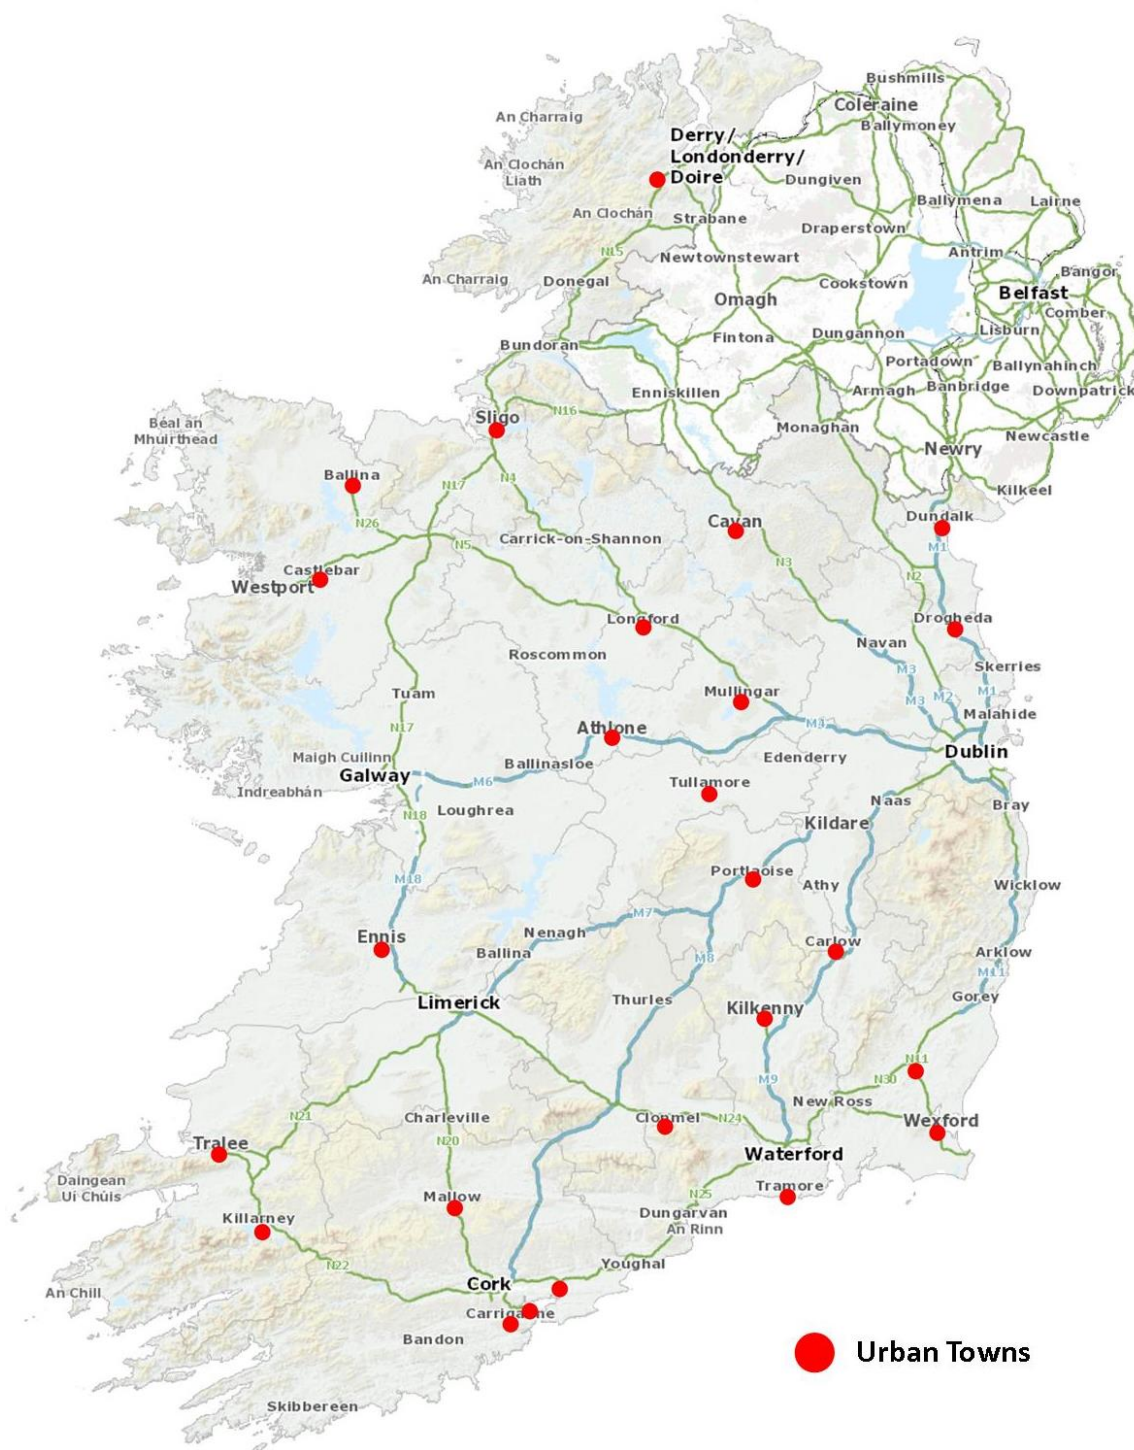 Bushmills
Coleraine
An Charraig
Ballymoney
Derry/
Londonderry/
Doire
An Clochán
Liath
Dungiven
Ballymena
Lairne
An Clochán
Strabane
Draperstown
N15
Newtownstewart
Antrim
An Charraig
Donegal
Cookstown
Bangor
Belfast
Omagh
Comber
Lisburn
Fintona
Dungannon
Bundoran
Portadown
Ballynahinch
Enniskillen
Armagh
Banbridge
Downpatrick
N16
Sligo
Béal an
Mhuirthead
Monaghan
Newcastle
Newry
Ballina
N17
N4
Kilkeel
Dundalk
N26
Cavan
Carrick-on-Shannon
N5
M1
N3
Castlebar
N2
Westport
Longford
Drogheda
Navan
Roscommon
Skerries
M3
Tuam
Mullingar
M1
M3
M2
Malahide
N17
Athlone
M4
Dublin
Maigh Cuilinn
Edenderry
Ballinasloe
Galway
M6
Tullamore
Indreabhán
Loughrea
Naas
Bray
N18
Kildare
Portlaoise
M18
Athy
Wicklow
M7
Ennis
Nenagh
Carlow
Ballina
Arklow
M8
M11
Limerick
Thurles
Gorey
Kilkenny
N11
M9
N30
New Ross
N21
Charleville
Clonmel
N24
Wexford
N20
Tralee
Waterford
Daingean
Uí Chúis
Tramore
Mallow
N25
Killarney
Dungarvan
An Rinn
N22
Youghal
Cork
An Chill
Carrigaline
Bandon
Urban Towns
Skibbereen